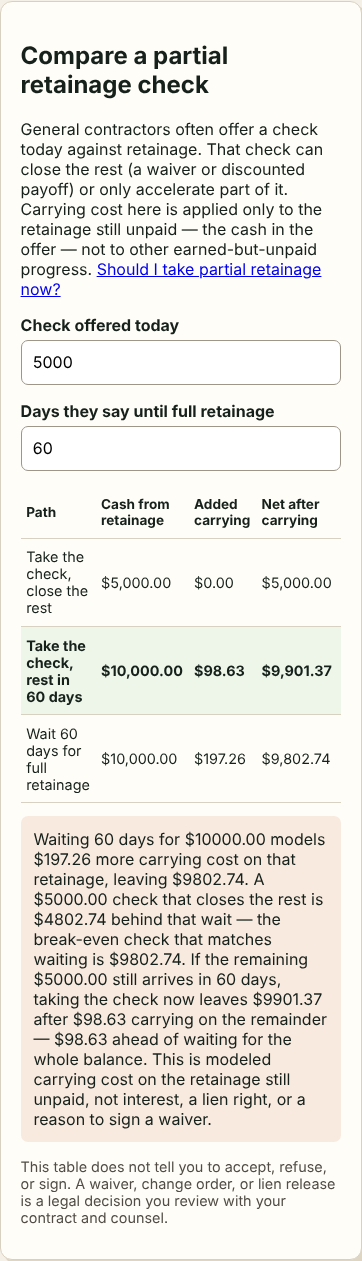 Compare a partial
retainage check
General contractors often offer a check
today against retainage. That check can
close the rest (a waiver or discounted
payoff) or only accelerate part of it.
Carrying cost here is applied only to the
retainage still unpaid — the cash in the
offer — not to other earned-but-unpaid
progress. Should I take partial retainage
now?
Check offered today
5000
Days they say until full retainage
60
Path Cash from retainage Added carrying Net after carrying
Take the check, close the rest $5,000.00 $0.00 $5,000.00
Take the check, rest in 60 days $10,000.00 $98.63 $9,901.37
Wait 60 days for full retainage $10,000.00 $197.26 $9,802.74
Waiting 60 days for $10000.00 models
$197.26 more carrying cost on that
retainage, leaving $9802.74. A
$5000.00 check that closes the rest is
$4802.74 behind that wait — the
break-even check that matches
waiting is $9802.74. If the remaining
$5000.00 still arrives in 60 days,
taking the check now leaves $9901.37
after $98.63 carrying on the remainder
— $98.63 ahead of waiting for the
whole balance. This is modeled
carrying cost on the retainage still
unpaid, not interest, a lien right, or a
reason to sign a waiver.
This table does not tell you to accept, refuse,
or sign. A waiver, change order, or lien release
is a legal decision you review with your
contract and counsel.